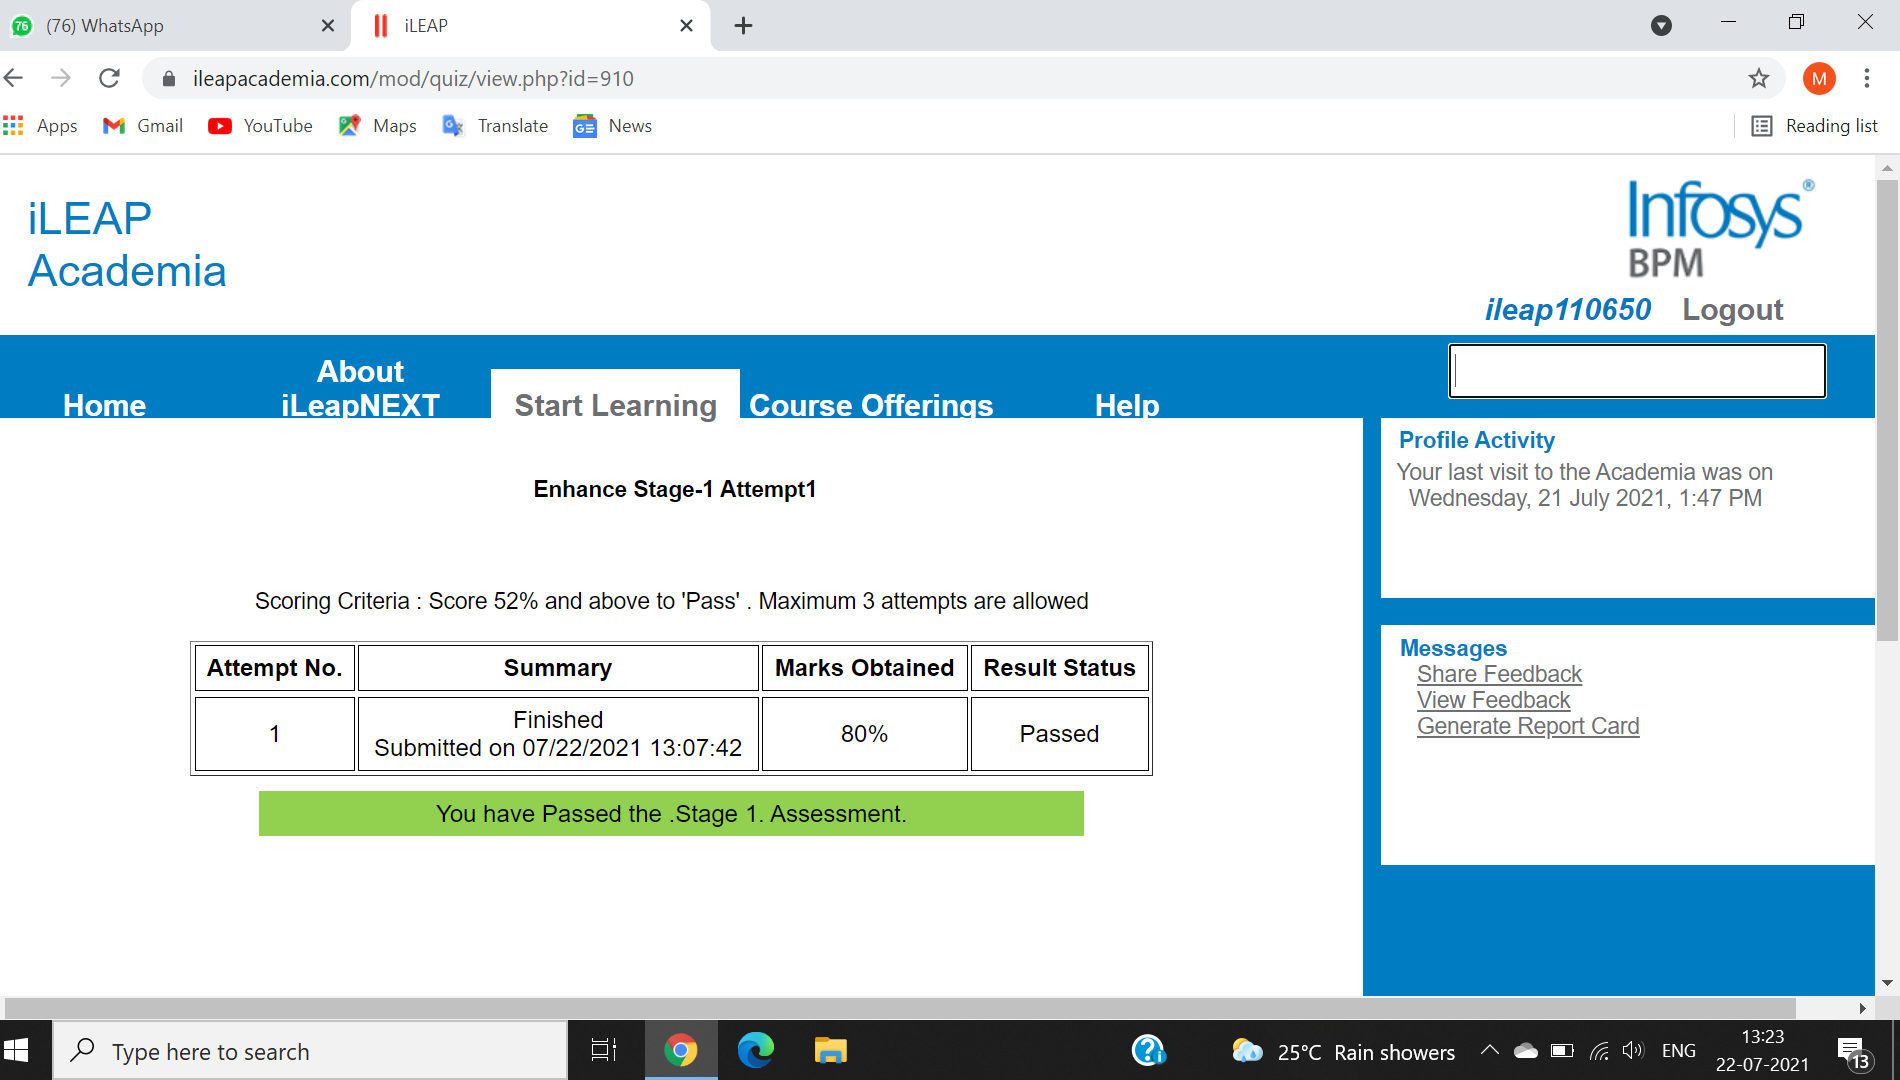 76
(76) WhatsApp
iLEAP
ileapacademia.com/mod/quiz/view.php?id=910
M
Apps
Gmail
YouTube
Maps
Translate
GE
News
Reading list
iLEAP
Academia
Infosys®
BPM
ileap110650 Logout
Home
About
iLeapNEXT
Start Learning
Course Offerings
Help
Enhance Stage-1 Attempt1
Scoring Criteria : Score 52% and above to 'Pass' . Maximum 3 attempts are allowed
Attempt No. Summary Marks Obtained Result Status
1 Finished 80% Passed
Submitted on 07/22/2021 13:07:42
You have Passed the .Stage 1. Assessment.
Profile Activity
Your last visit to the Academia was on
Wednesday, 21 July 2021, 1:47 PM
Messages
Share Feedback
View Feedback
Generate Report Card
Type here to search
25°C Rain showers
ENG
13:23
22-07-2021
13